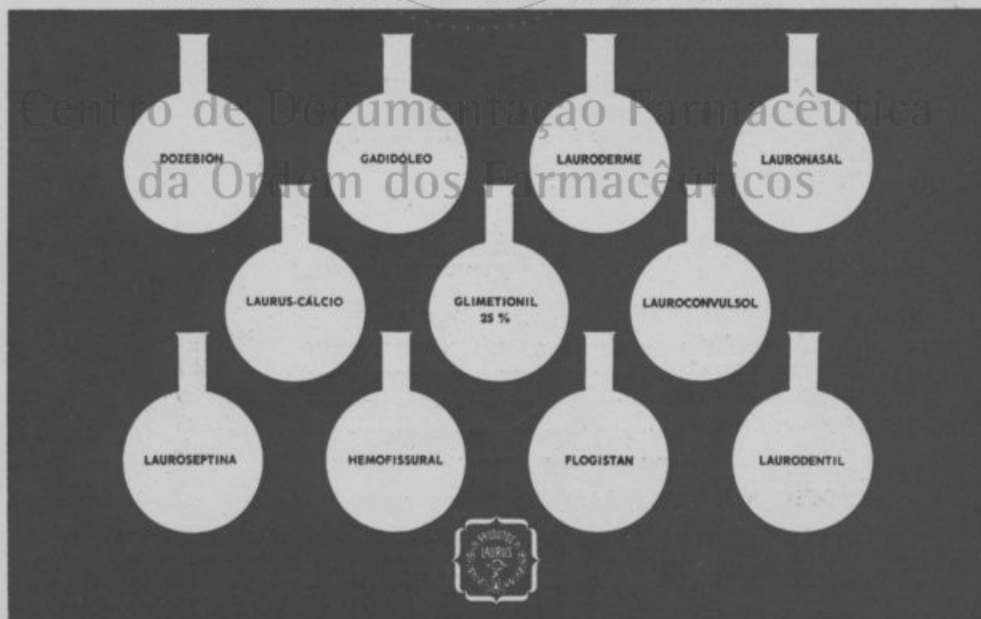 Centro de Documentação Farmacêutica
da Ordem dos Farmacêuticos
DOZEBION
GADIDÓLEO
LAURODERME
LAURONASAL
LAURUS-CÁLCIO
GLIMETIONIL
25 %
LAUROCONVULSOL
LAUROSEPTINA
HEMOFISSURAL
FLOGISTAN
LAURODENTIL
PRODUTOS
LAURUS